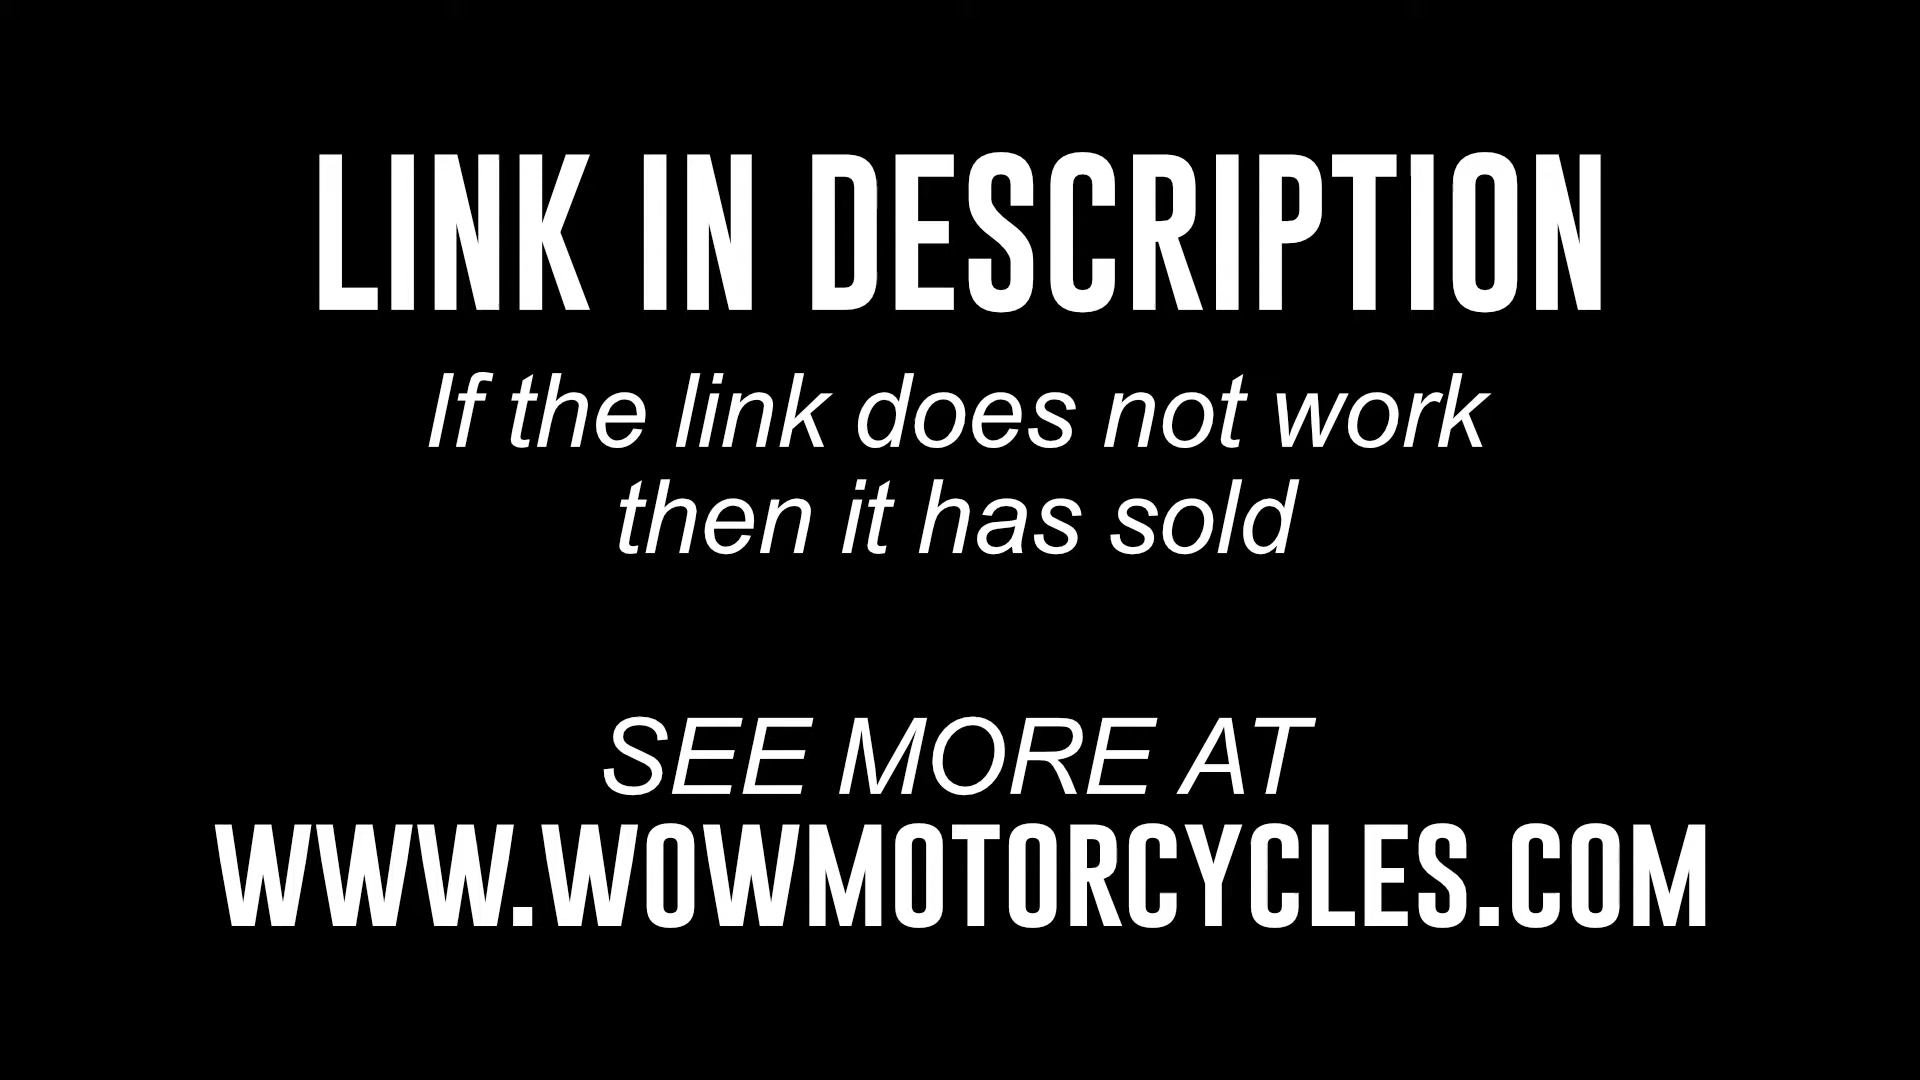 LINK IN DESCRIPTION
If the link does not work
then it has sold
SEE MORE AT
WWW.WOWMOTORCYCLES.COM